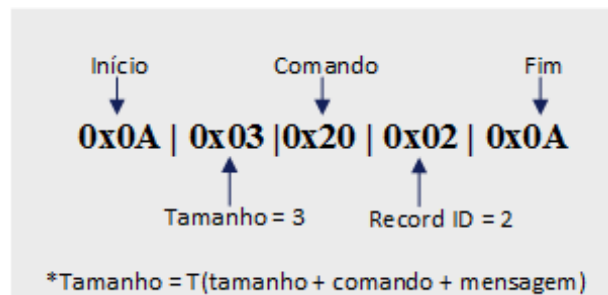 Início Comando Fim
0x0A | 0x03 |0x20 | 0x02 | 0x0A
Tamanho = 3 Record ID = 2
*Tamanho = T(tamanho + comando + mensagem)